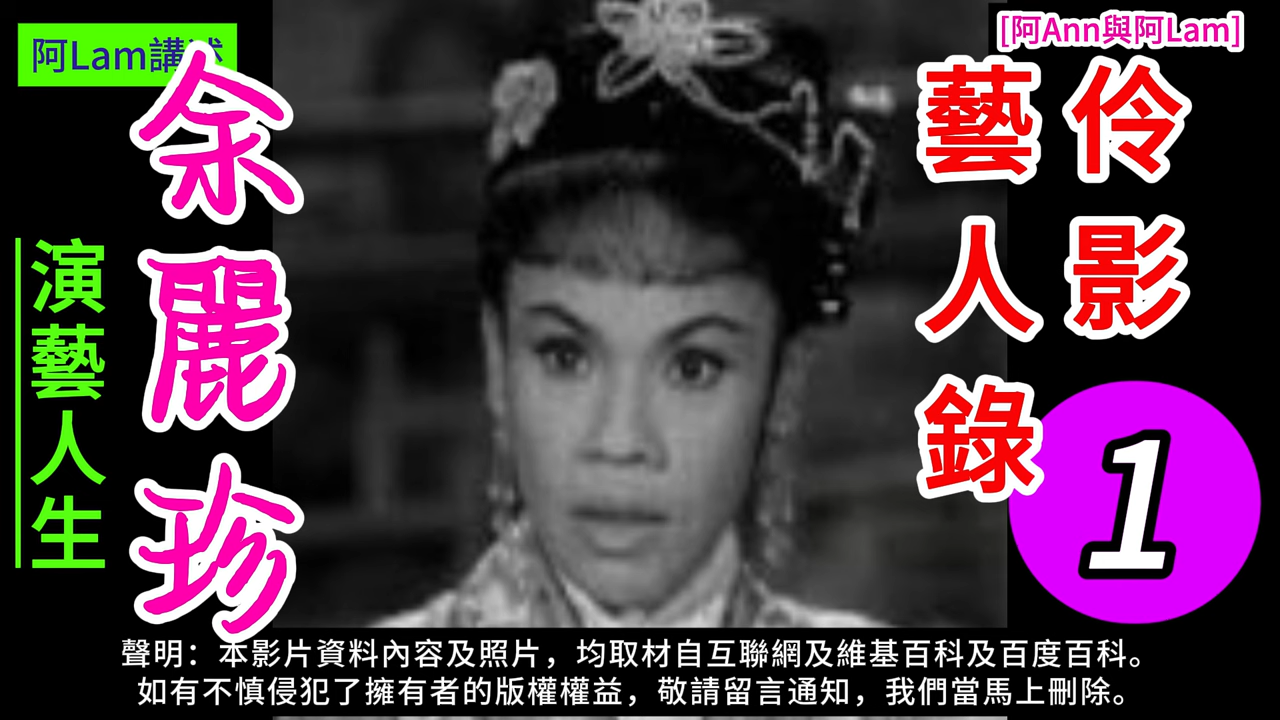 阿Lam講述
余麗珍
演藝人生
[阿Ann與阿Lam]
伶影
藝人錄
1
聲明：本影片資料內容及照片，均取材自互聯網及維基百科及百度百科。
如有不慎侵犯了擁有者的版權權益，敬請留言通知，我們當馬上刪除。